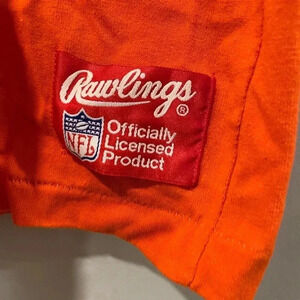 Rawlings
®
NFL
Officially
Licensed
Product